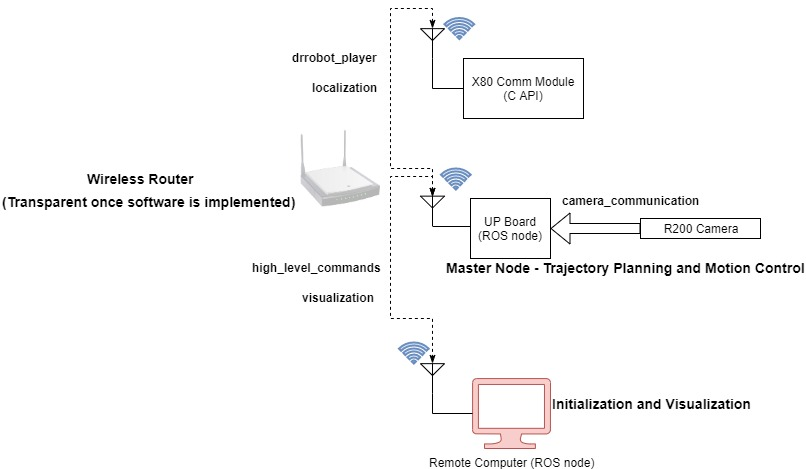 drrobot_player
localization
X80 Comm Module
(C API)
Wireless Router
(Transparent once software is implemented)
camera_communication
UP Board
(ROS node)
R200 Camera
high_level_commands
visualization
Master Node - Trajectory Planning and Motion Control
Initialization and Visualization
Remote Computer (ROS node)